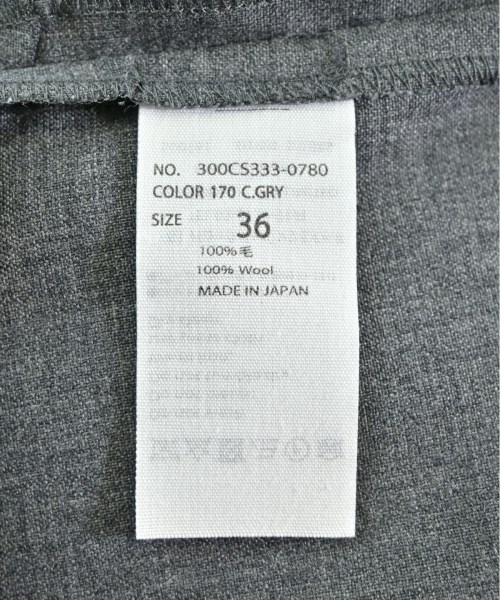 NO. 300CS333-0780
COLOR 170 C.GRY
SIZE 36
100%毛
100% Wool
MADE IN JAPAN